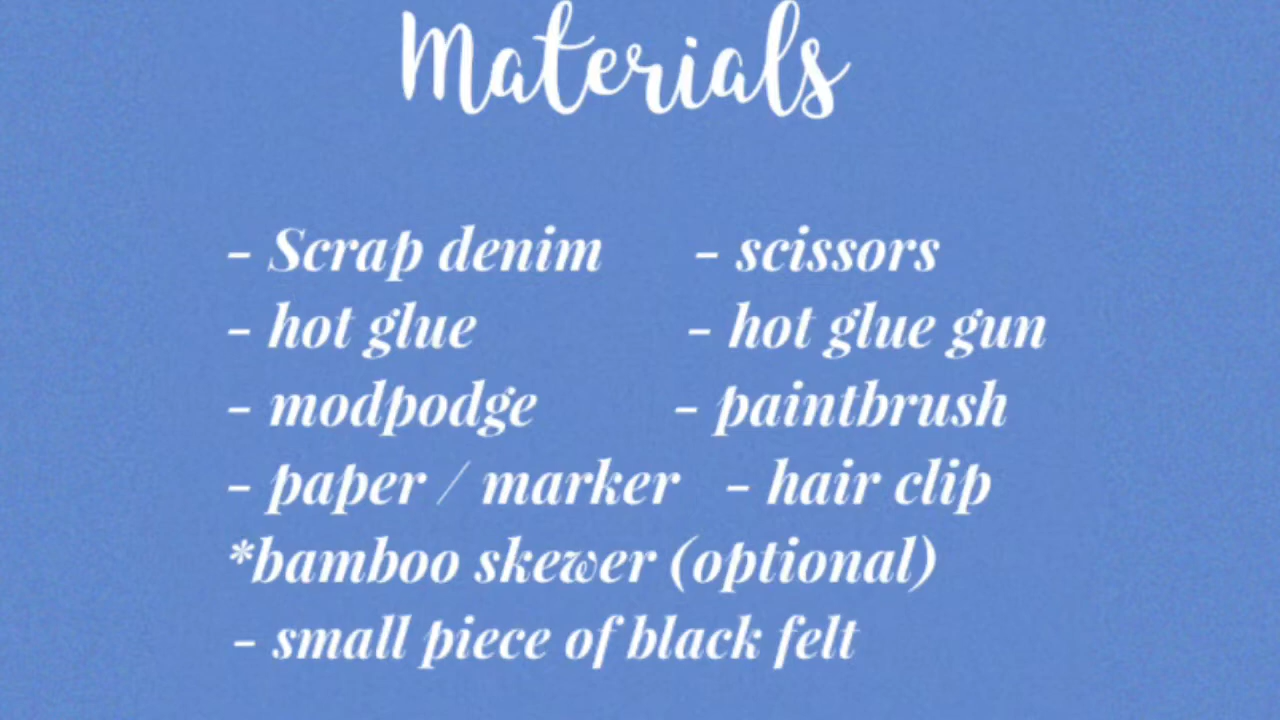 Materials
- Scrap denim - scissors
- hot glue - hot glue gun
- modpodge - paintbrush
- paper / marker - hair clip
*bamboo skewer (optional)
- small piece of black felt